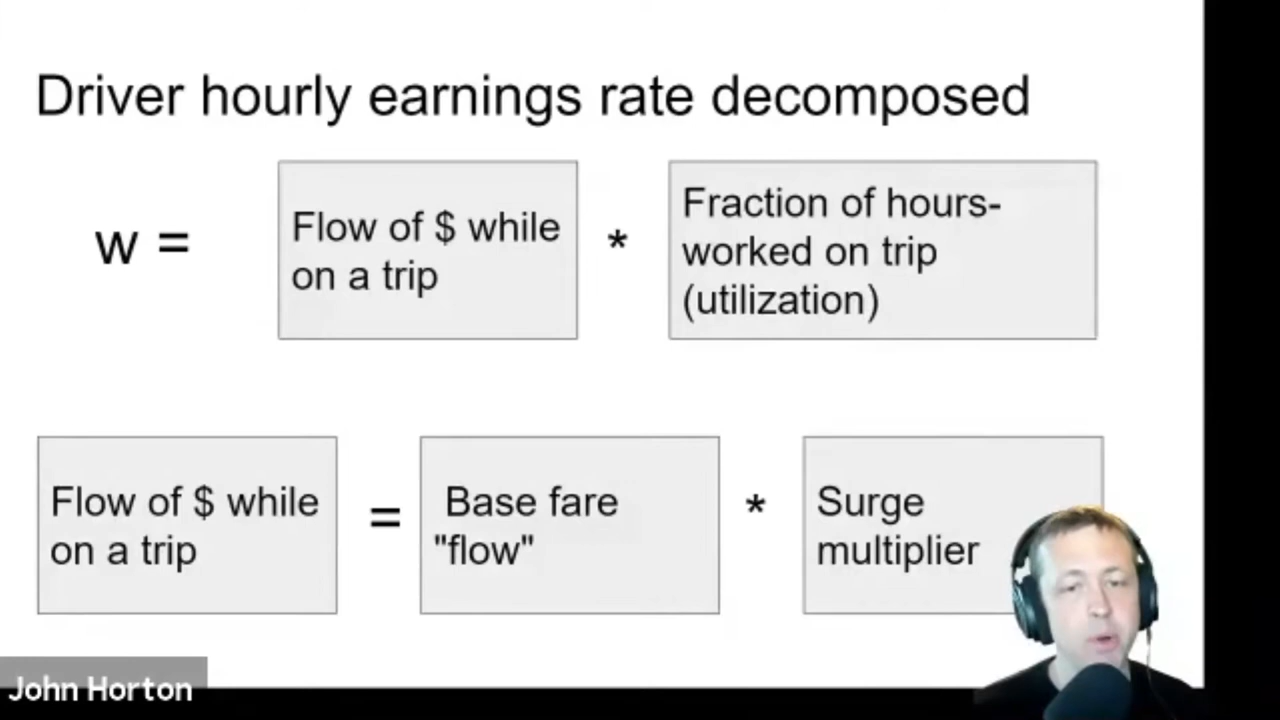 Driver hourly earnings rate decomposed
w =
Flow of $ while
on a trip
*
Fraction of hours-
worked on trip
(utilization)
Flow of $ while
on a trip
=
Base fare
"flow"
*
Surge
multiplier
John Horton